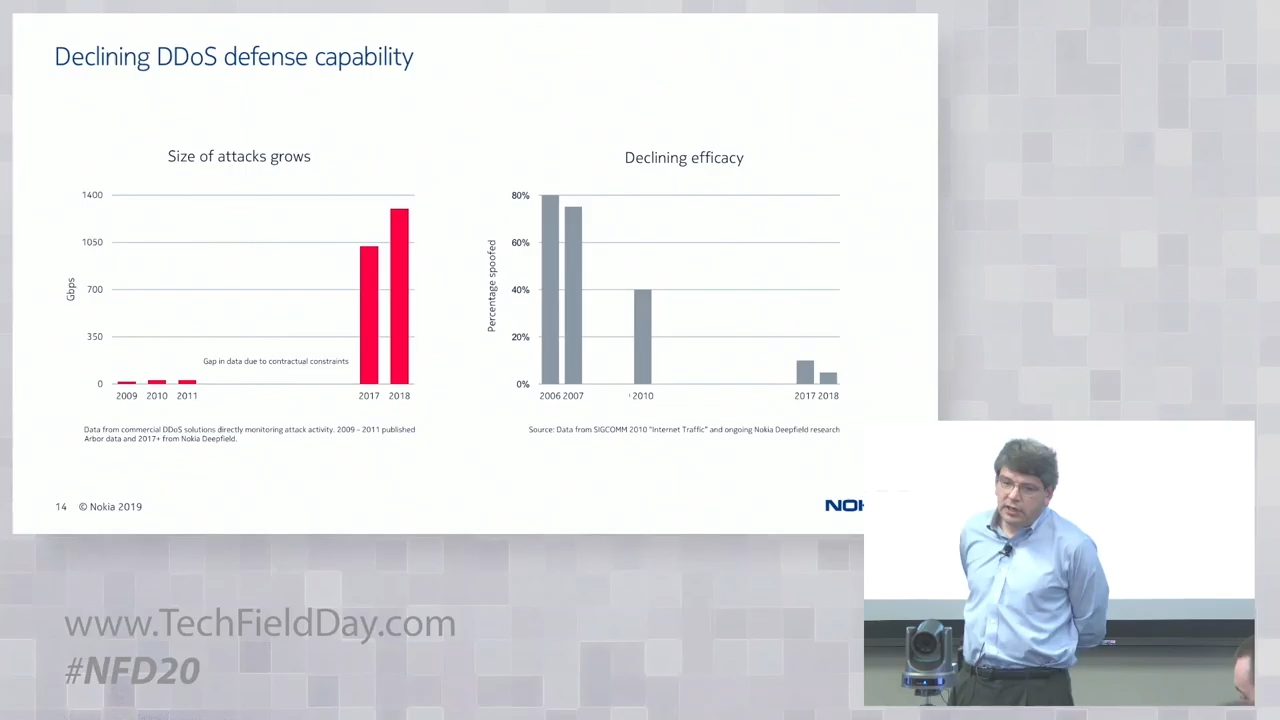 Declining DDoS defense capability
Size of attacks grows
1400
1050
700
350
0
Gbps
Gap in data due to contractual constraints
2009 2010 2011 2017 2018
Data from commercial DDoS solutions directly monitoring attack activity. 2009 - 2011 published
Arbor data and 2017+ from Nokia Deepfield.
Declining efficacy
80%
60%
40%
20%
0%
Percentage spoofed
2006 2007 2010 2017 2018
Source: Data from SIGCOMM 2010 "Internet Traffic" and ongoing Nokia Deepfield research
14 © Nokia 2019
www.TechFieldDay.com
#NFD20